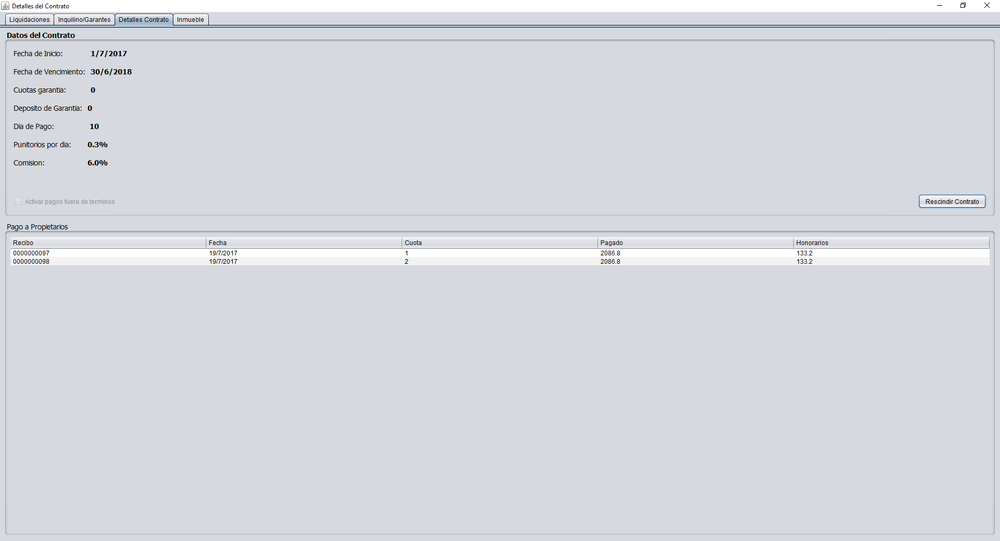 Detalles del Contrato
Liquidaciones Inquilino/Garantes Detalles Contrato Inmueble
Datos del Contrato
Fecha de Inicio: 1/7/2017
Fecha de Vencimiento: 30/6/2018
Cuotas garantia: 0
Deposito de Garantia: 0
Dia de Pago: 10
Punitorios por dia: 0.3%
Comision: 6.0%
Activar pagos fuera de terminos Rescindir Contrato
Pago a Propietarios
Recibo Fecha Cuota Pagado Honorarios
0000000097 19/7/2017 1 2086.8 133.2
0000000098 19/7/2017 2 2086.8 133.2